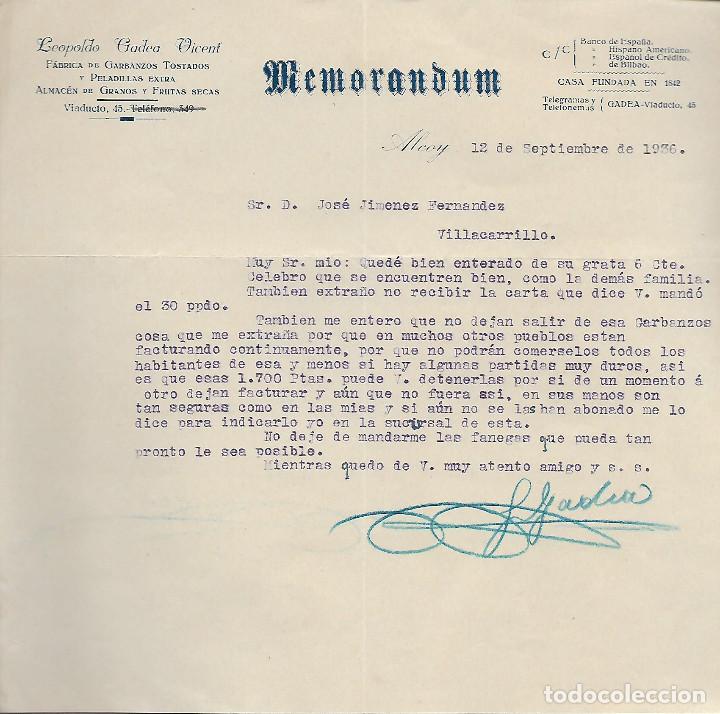 Leopoldo Gadea Vicent
FÁBRICA DE GARBANZOS TOSTADOS
Y PELADILLAS EXTRA
ALMACÉN DE GRANOS Y FRUTAS SECAS
Viaducto, 45.-Teléfono, 549
Memorandum
C/C Banco de España.
» Hispano Americano.
» Español de Crédito.
» de Bilbao.
CASA FUNDADA EN 1842
Telegramas y Telefonemas GADEA-Viaducto, 45
Alcoy 12 de Septiembre de 1936.
Sr. D. José Jimenez Fernandez
Villacarrillo.
Muy Sr. mio: Quedé bien enterado de su grata 6 Cte.
Celebro que se encuentren bien, como la demás familia.
Tambien extraño no recibir la carta que dice V. mandó
el 30 ppdo.
Tambien me entero que no dejan salir de esa Garbanzos
cosa que me extraña por que en muchos otros pueblos estan
facturando continuamente, por que no podrán comerselos todos los
habitantes de esa y menos si hay algunas partidas muy duros, asi
es que esas 1.700 Ptas. puede V. detenerlas por si de un momento á
otro dejan facturar y aún que no fuera asi, en sus manos son
tan seguras como en las mias y si aún no se las han abonado me lo
dice para indicarlo yo en la sucursal de esta.
No deje de mandarme las fanegas que pueda tan
pronto le sea posible.
Mientras quedo de V. muy atento amigo y s. s.
L Gadea
todocoleccion